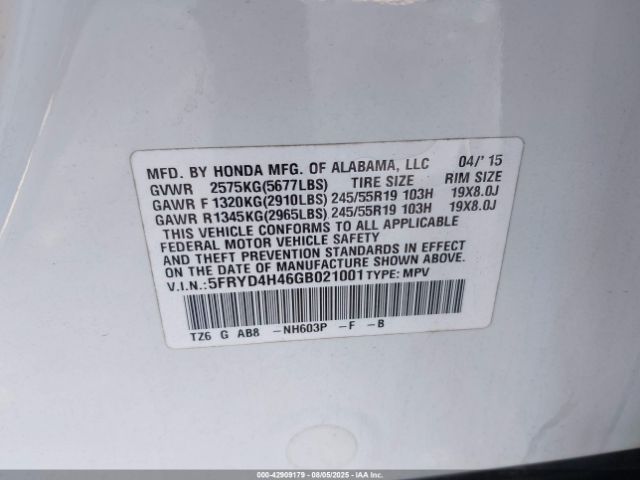 MFD. BY HONDA MFG. OF ALABAMA, LLC 04/'15
GVWR 2575KG(5677LBS) TIRE SIZE RIM SIZE
GAWR F 1320KG(2910LBS) 245/55R19 103H 19X8.0J
GAWR R 1345KG(2965LBS) 245/55R19 103H 19X8.0J
THIS VEHICLE CONFORMS TO ALL APPLICABLE
FEDERAL MOTOR VEHICLE SAFETY
AND THEFT PREVENTION STANDARDS IN EFFECT
ON THE DATE OF MANUFACTURE SHOWN ABOVE.
V.I.N.:5FRYD4H46GB021001 TYPE: MPV
TZ6 G AB8 -NH603P -F -B
00-42909179 - 08/05/2025 - IAAI.COM